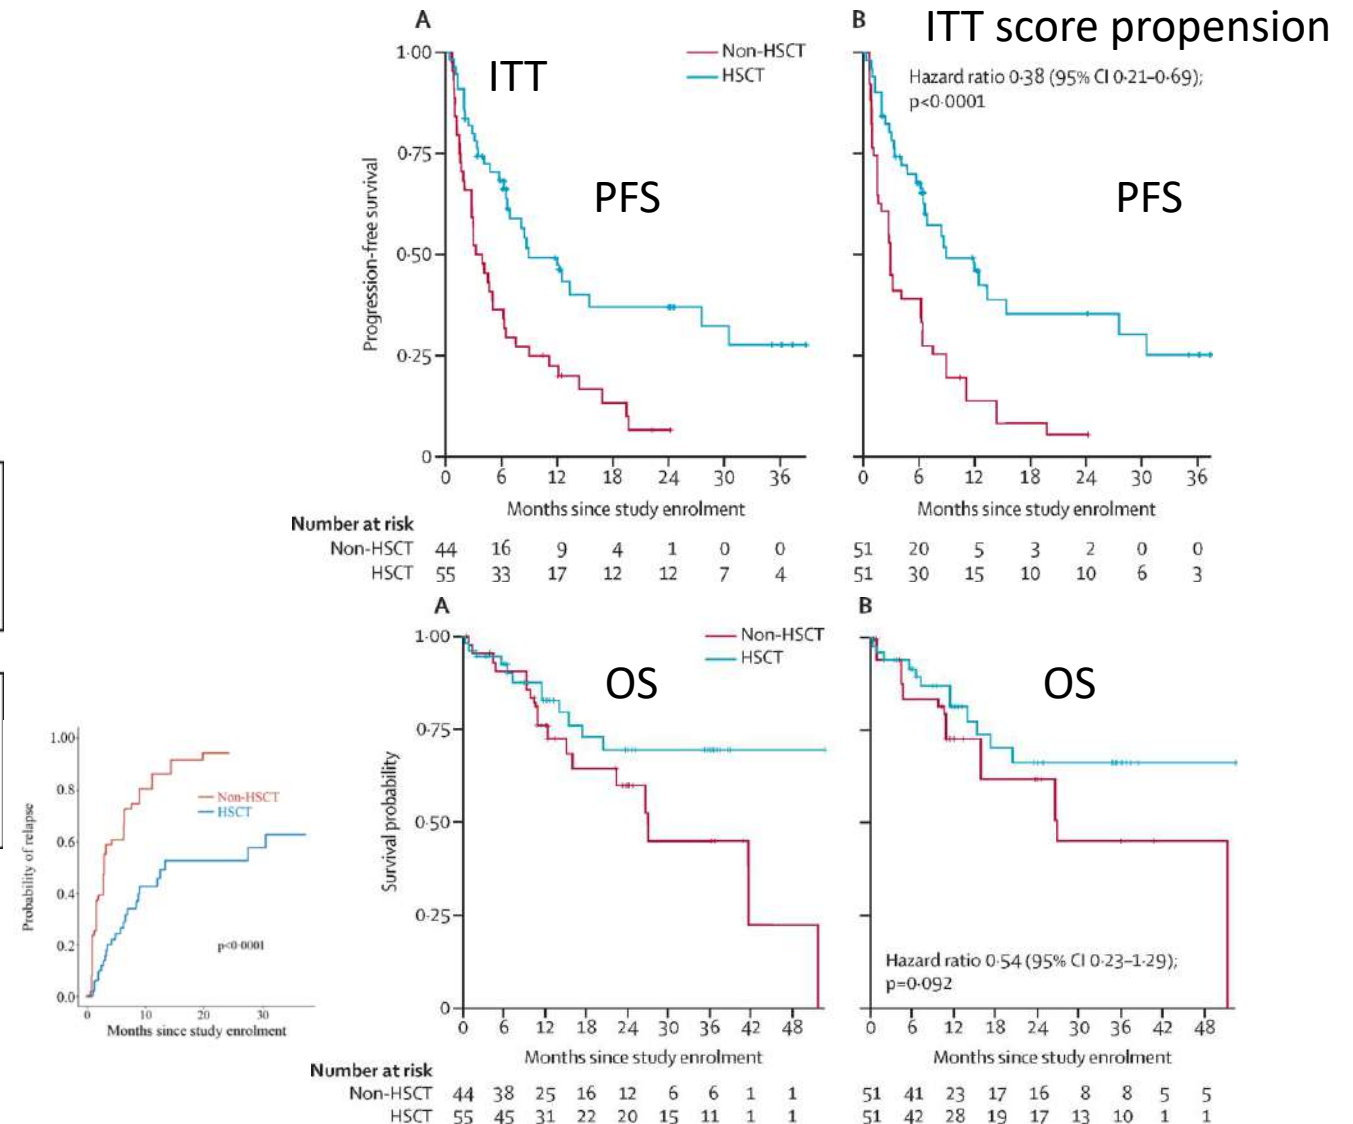 A
B
ITT score propension
ITT
Non-HSCT
HSCT
Hazard ratio 0·38 (95% CI 0·21–0·69);
p<0·0001
PFS
PFS
Progression-free survival
1·00
0·75
0·50
0·25
0
0 6 12 18 24 30 36
0 6 12 18 24 30 36
Months since study enrolment
Months since study enrolment
Number at risk
Non-HSCT 44 16 9 4 1 0 0
51 20 5 3 2 0 0
HSCT 55 33 17 12 12 7 4
51 30 15 10 10 6 3
A
B
Non-HSCT
HSCT
OS
OS
Survival probability
1·00
0·75
0·50
0·25
0
Hazard ratio 0·54 (95% CI 0·23–1·29);
p=0·092
0 6 12 18 24 30 36 42 48
0 6 12 18 24 30 36 42 48
Months since study enrolment
Months since study enrolment
Number at risk
Non-HSCT 44 38 25 16 12 6 6 1 1
51 41 23 17 16 8 8 5 5
HSCT 55 45 31 22 20 15 11 1 1
51 42 28 19 17 13 10 1 1
Probability of relapse
1.00
0.8
0.6
0.4
0.2
0.0
Non-HSCT
HSCT
p<0·0001
0 10 20 30
Months since study enrolment